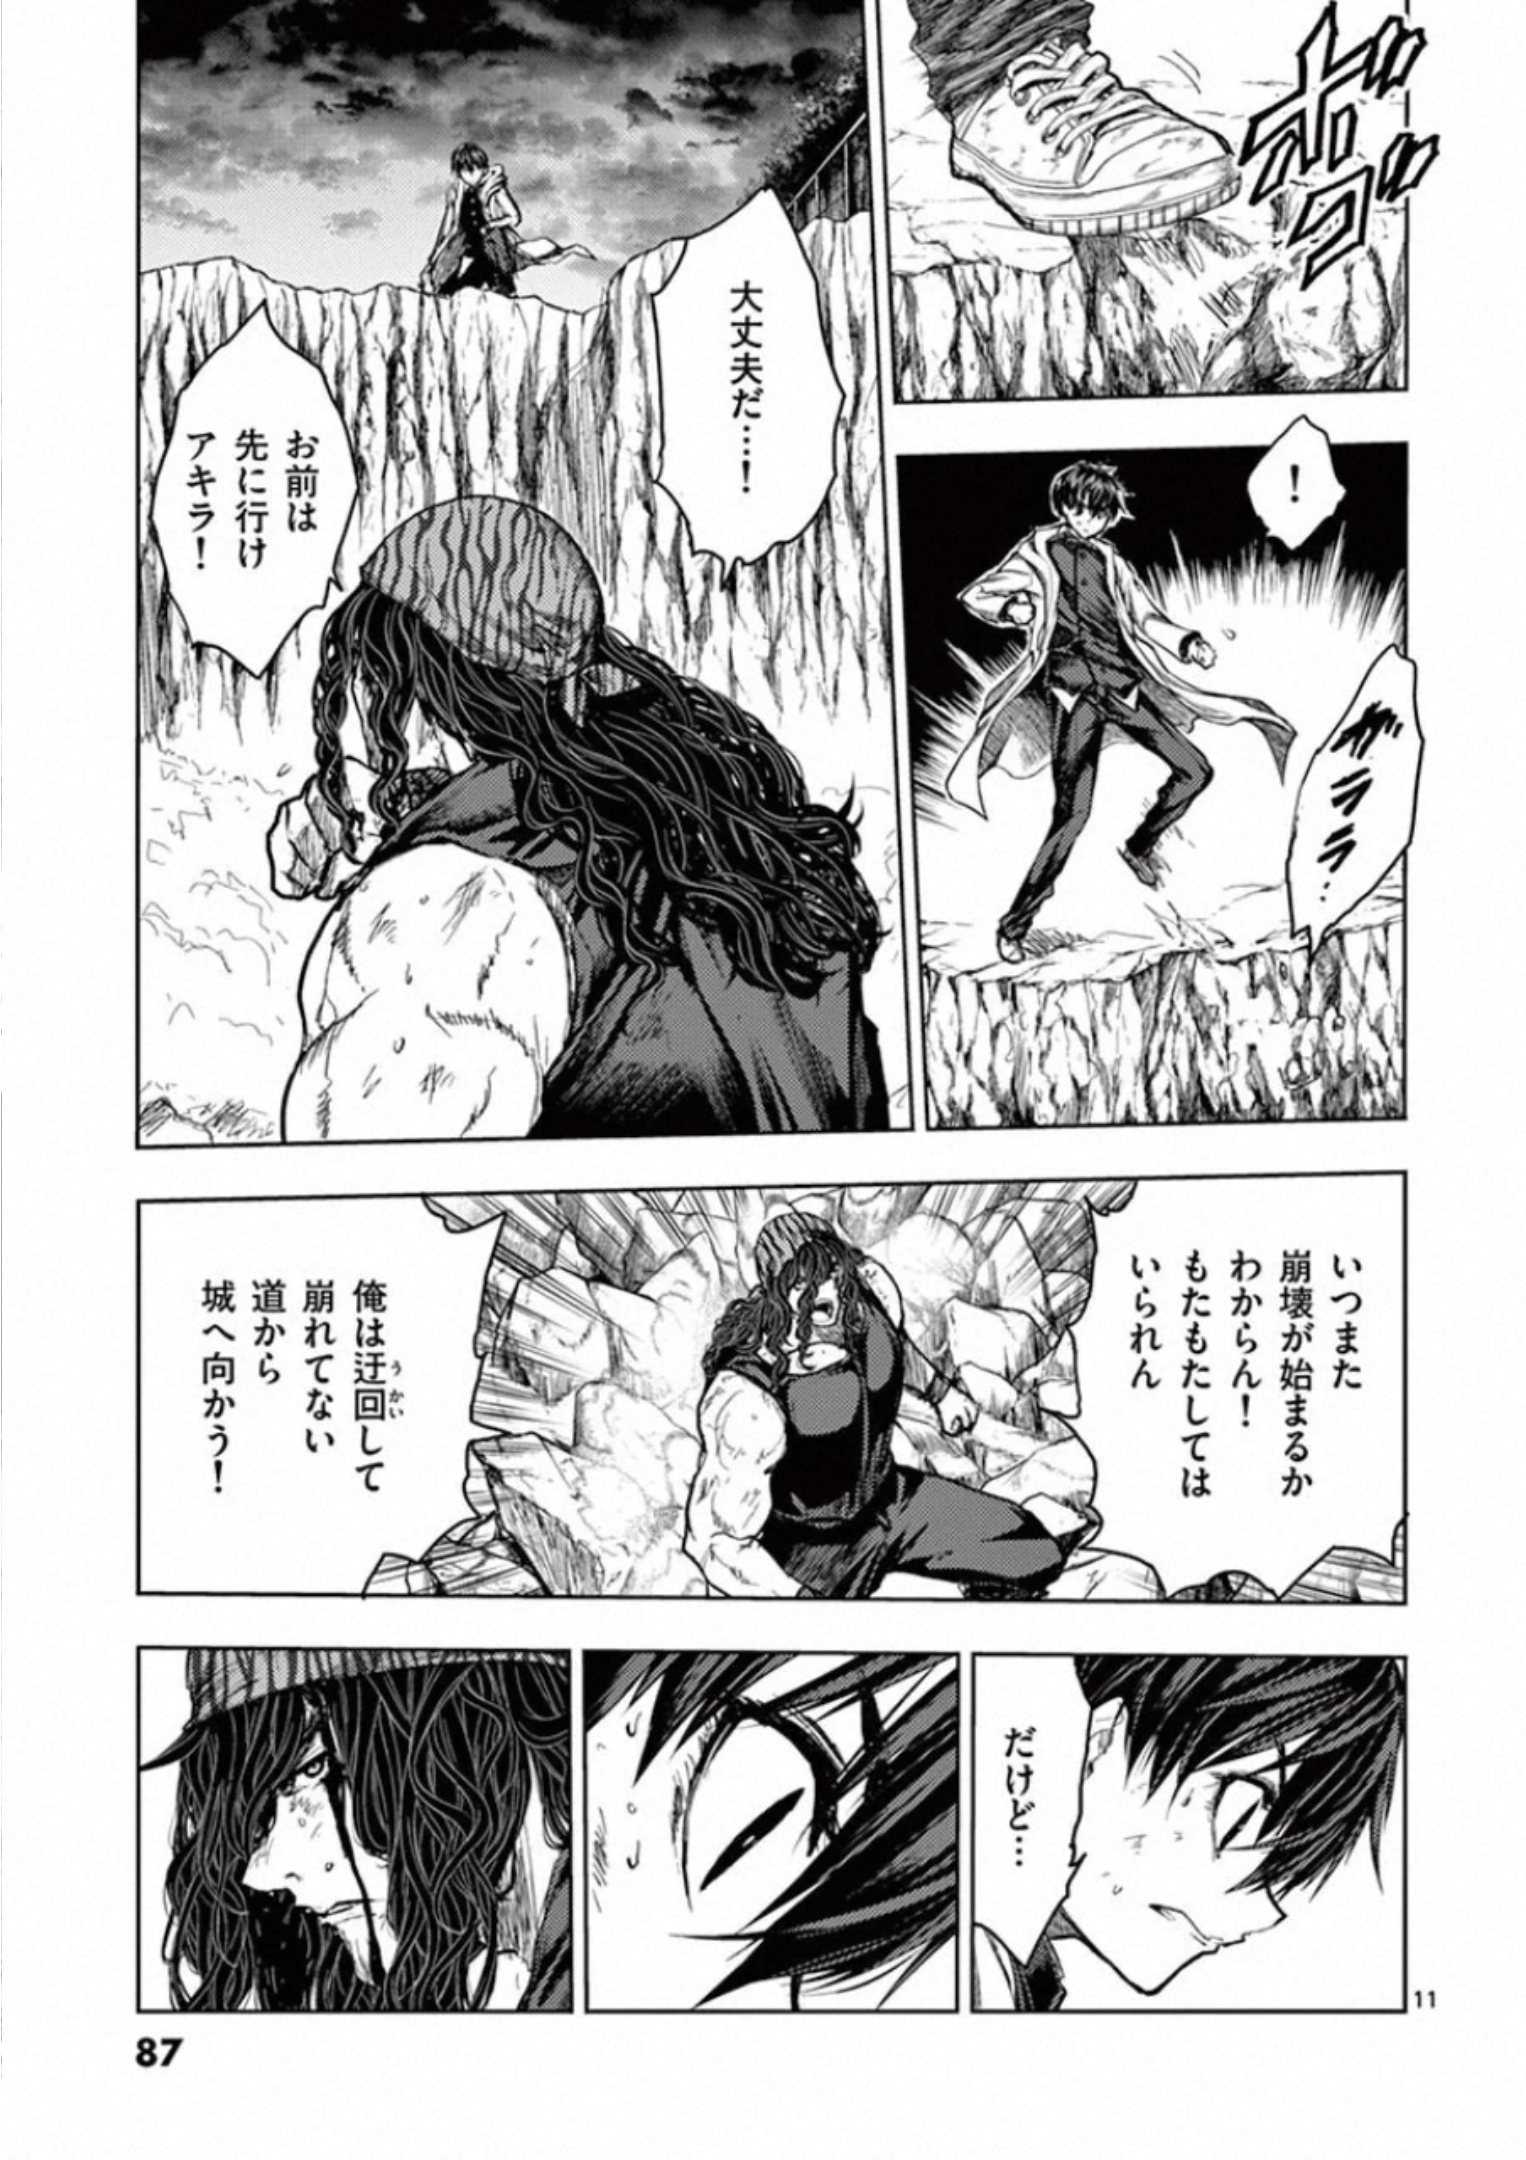 ボゴッ
!
ガララ…
大丈夫だ…!
お前は
先に行け
アキラ!
いつまた
崩壊が始まるか
わからん!
もたもたしては
いられん
俺は迂回して
うかい
崩れてない
道から
城へ向かう!
だけど…
11
87